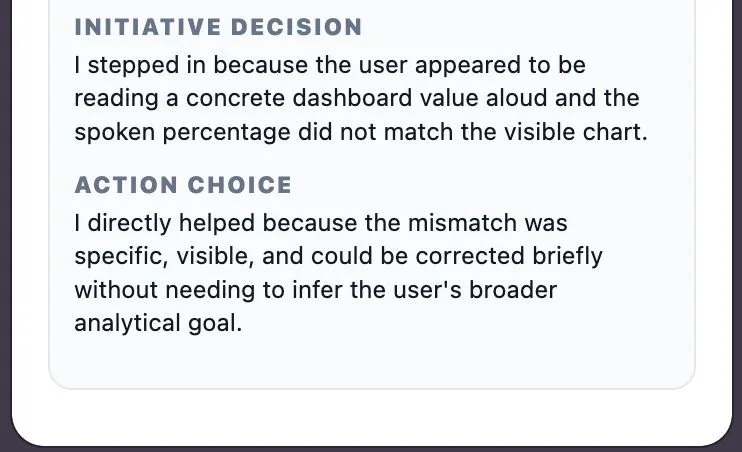 INITIATIVE DECISION
I stepped in because the user appeared to be
reading a concrete dashboard value aloud and the
spoken percentage did not match the visible chart.
ACTION CHOICE
I directly helped because the mismatch was
specific, visible, and could be corrected briefly
without needing to infer the user's broader
analytical goal.